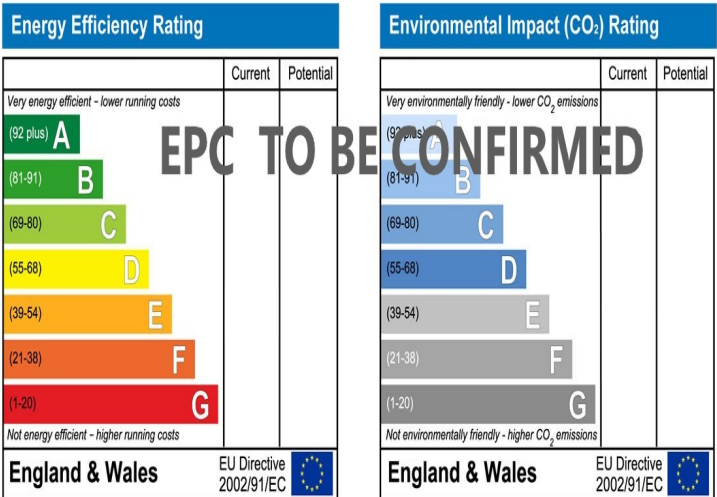 Energy Efficiency Rating
Current Potential
Very energy efficient – lower running costs
(92 plus) A
(81-91) B
(69-80) C
(55-68) D
(39-54) E
(21-38) F
(1-20) G
Not energy efficient – higher running costs
England & Wales
EU Directive
2002/91/EC
Environmental Impact (CO₂) Rating
Current Potential
Very environmentally friendly - lower CO₂ emissions
(92 plus) A
(81-91) B
(69-80) C
(55-68) D
(39-54) E
(21-38) F
(1-20) G
Not environmentally friendly - higher CO₂ emissions
England & Wales
EU Directive
2002/91/EC
EPC TO BE CONFIRMED